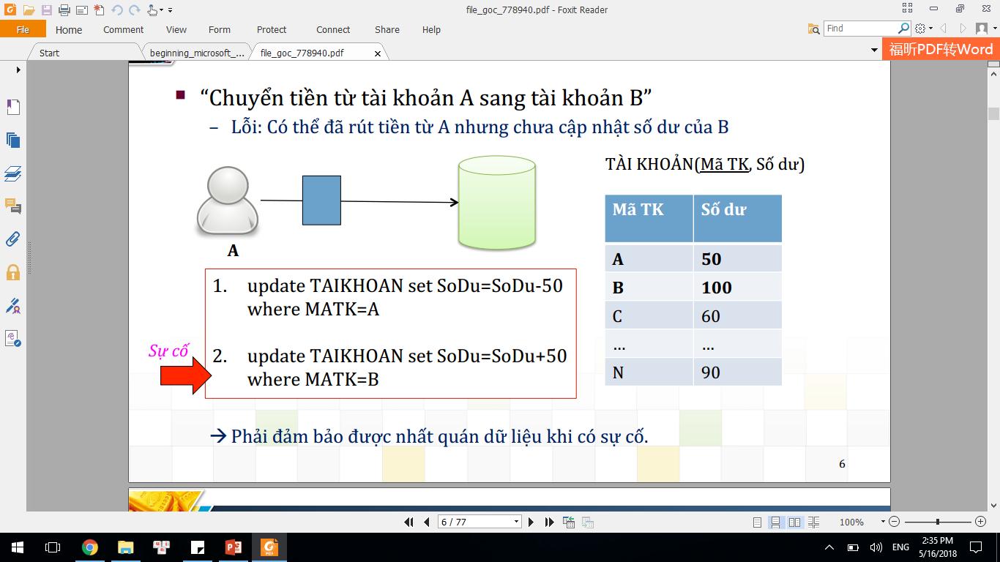 file_goc_778940.pdf - Foxit Reader
File Home Comment View Form Protect Connect Share Help
Find
Start
beginning_microsoft_...
file_goc_778940.pdf
福昕PDF转Word
“Chuyển tiền từ tài khoản A sang tài khoản B”
– Lỗi: Có thể đã rút tiền từ A nhưng chưa cập nhật số dư của B
A
TÀI KHOẢN(Mã TK, Số dư)
Mã TK Số dư
A 50
B 100
C 60
... ...
N 90
1. update TAIKHOAN set SoDu=SoDu-50
where MATK=A
Sự cố
2. update TAIKHOAN set SoDu=SoDu+50
where MATK=B
→ Phải đảm bảo được nhất quán dữ liệu khi có sự cố.
6
6 / 77
100%
ENG
2:35 PM
5/16/2018